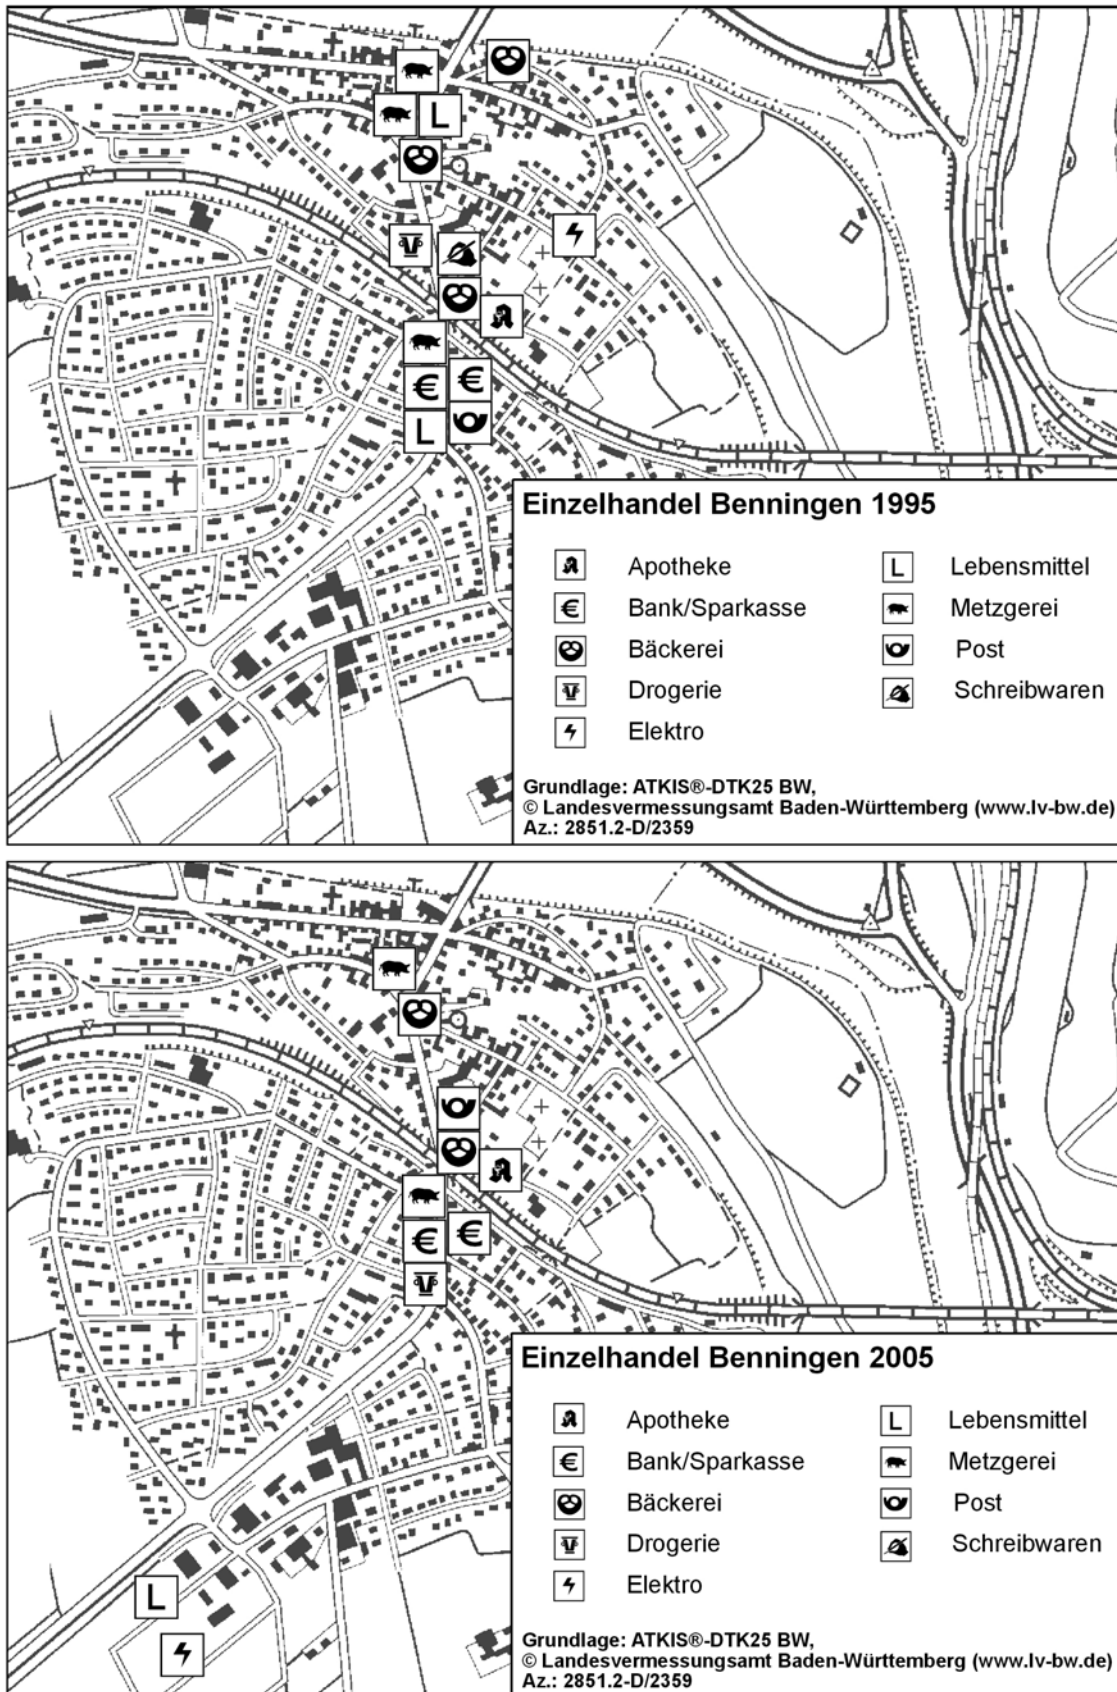 L
€
€
L
Einzelhandel Benningen 1995
Apotheke
€ Bank/Sparkasse
Bäckerei
Drogerie
Elektro
L Lebensmittel
Metzgerei
Post
Schreibwaren
Grundlage: ATKIS®-DTK25 BW,
© Landesvermessungsamt Baden-Württemberg (www.lv-bw.de)
Az.: 2851.2-D/2359
€
€
L
Einzelhandel Benningen 2005
Apotheke
€ Bank/Sparkasse
Bäckerei
Drogerie
Elektro
L Lebensmittel
Metzgerei
Post
Schreibwaren
Grundlage: ATKIS®-DTK25 BW,
© Landesvermessungsamt Baden-Württemberg (www.lv-bw.de)
Az.: 2851.2-D/2359